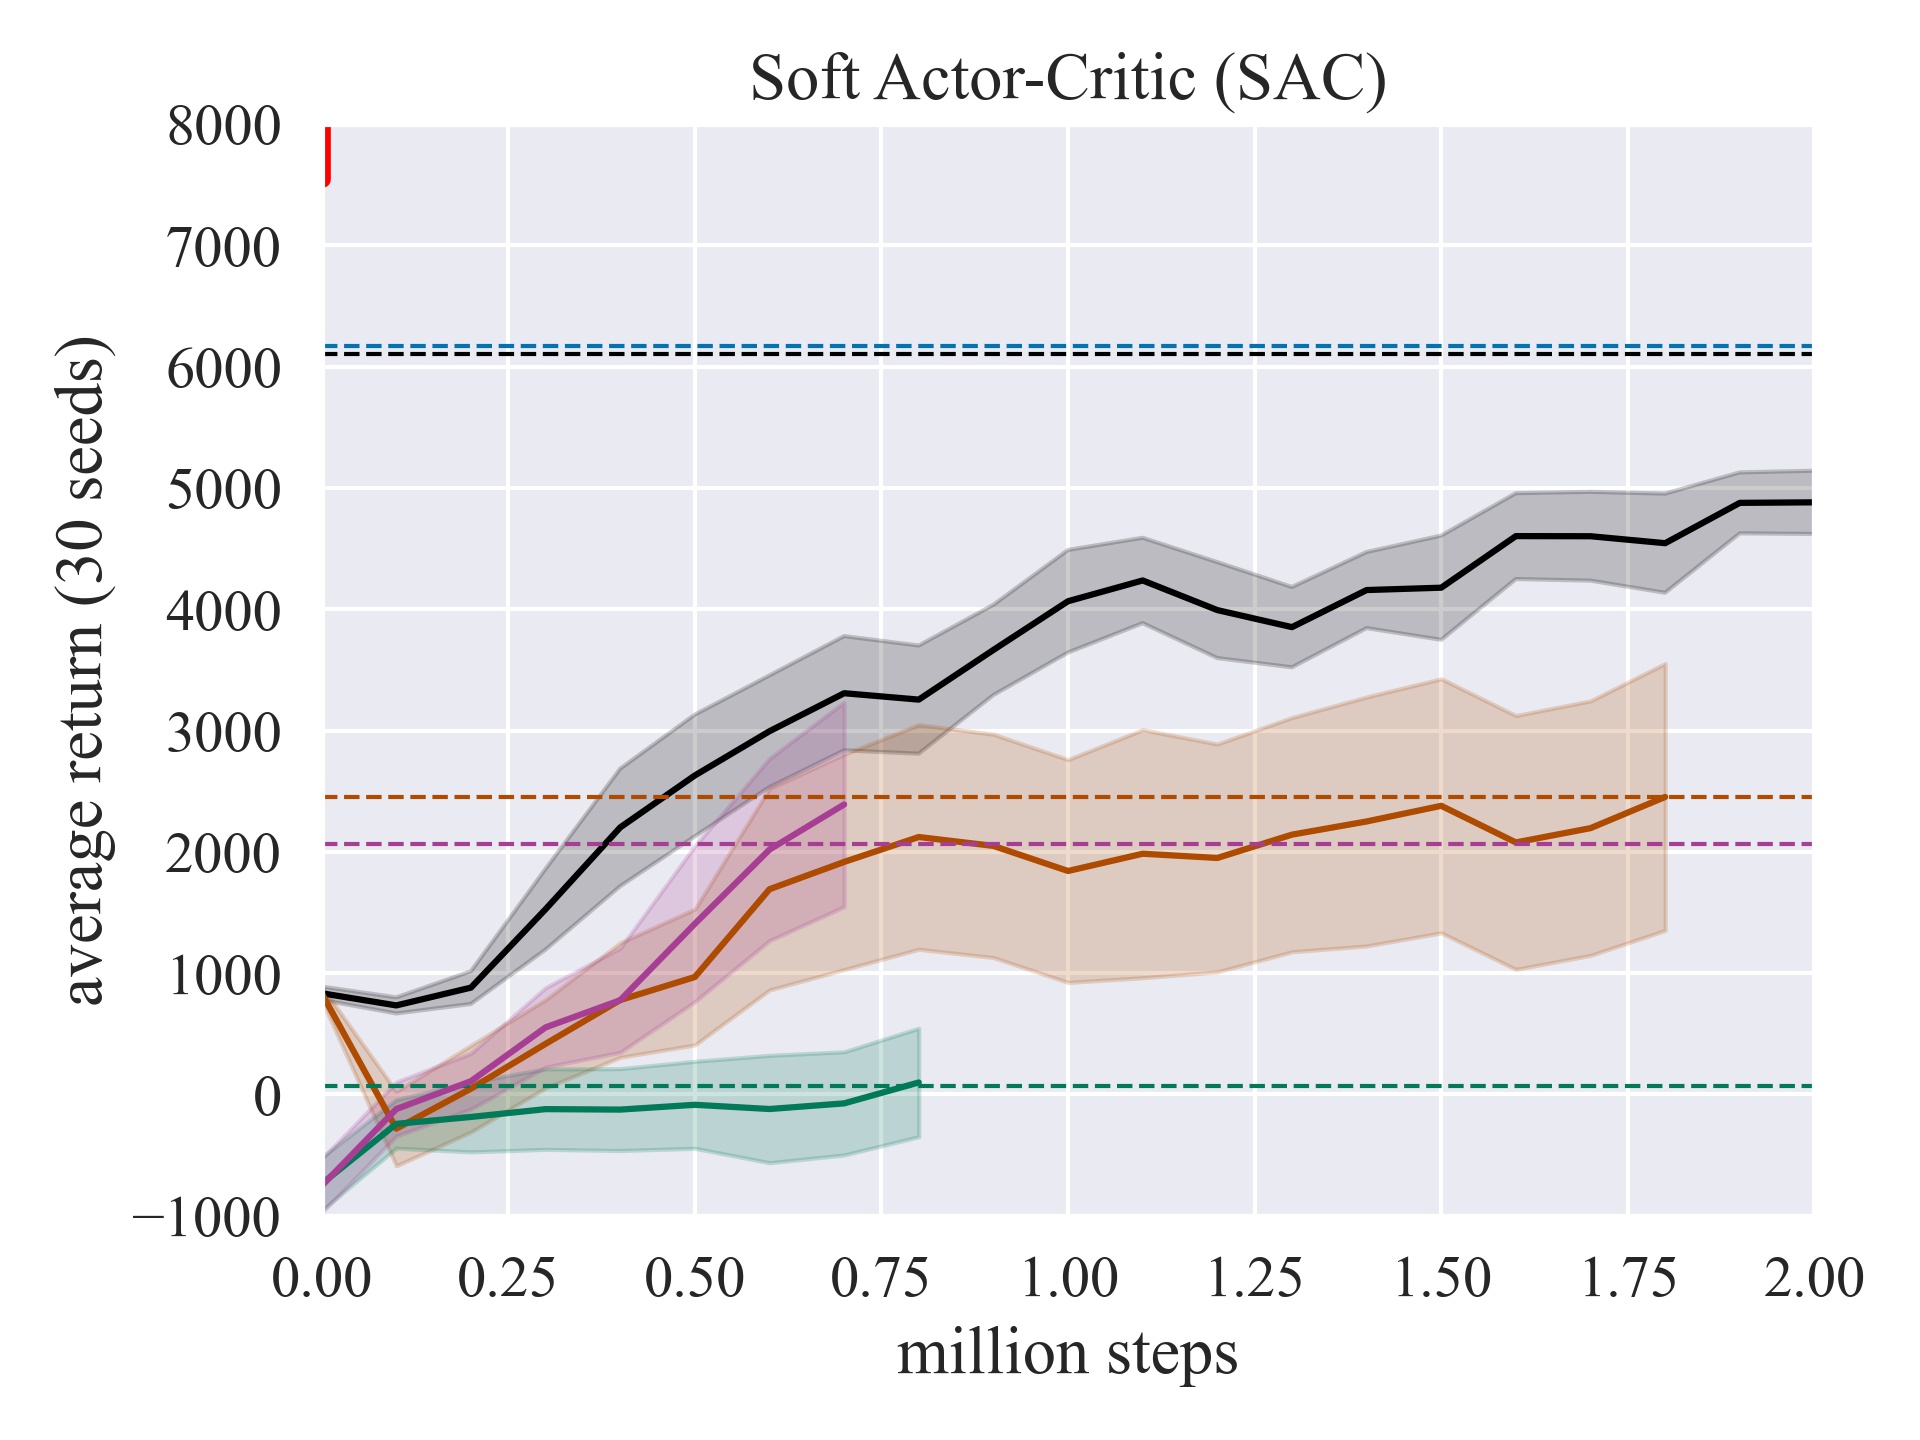 Soft Actor-Critic (SAC)
8000
7000
6000
5000
4000
3000
2000
1000
0
−1000
average return (30 seeds)
0.00 0.25 0.50 0.75 1.00 1.25 1.50 1.75 2.00
million steps